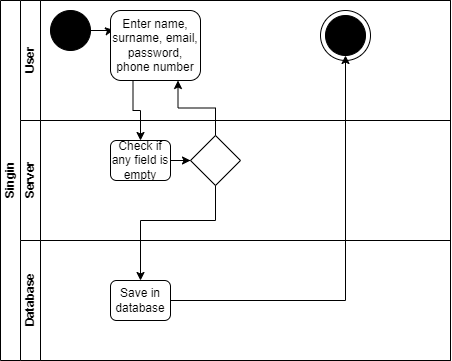 Singin
User
Enter name,
surname, email,
password,
phone number
Server
Check if
any field is
empty
Database
Save in
database